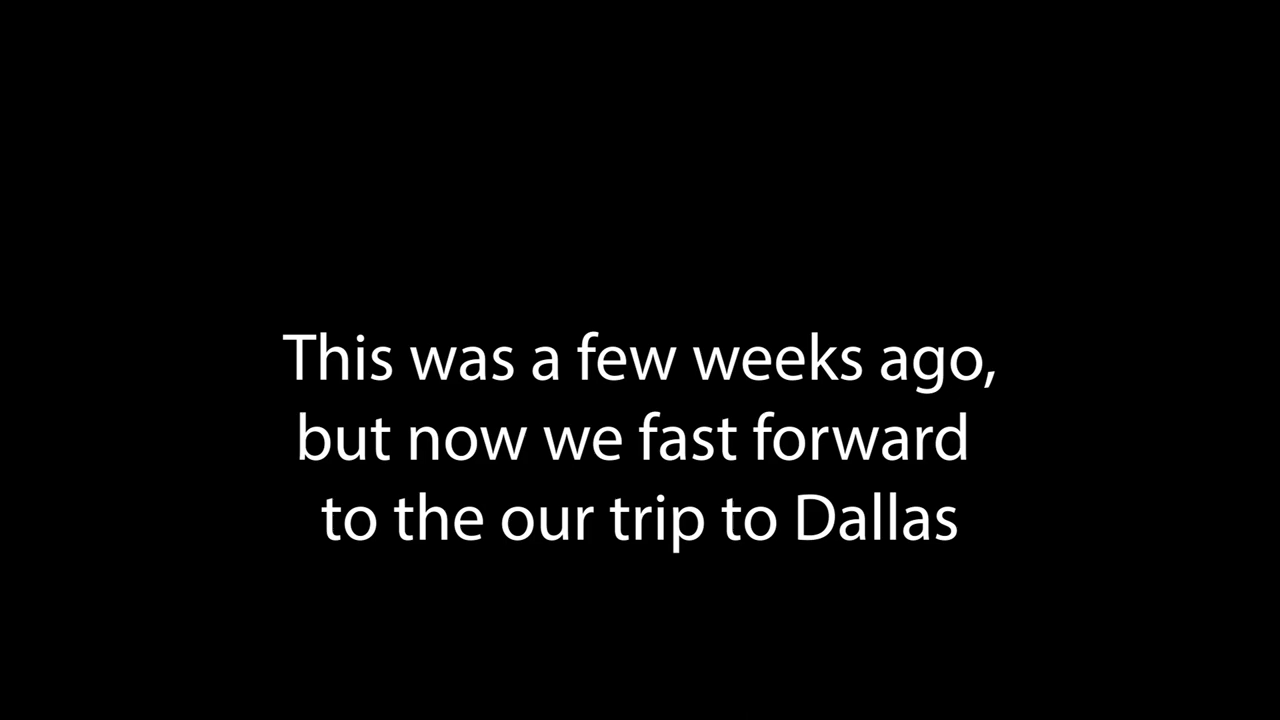 This was a few weeks ago,
but now we fast forward
to the our trip to Dallas